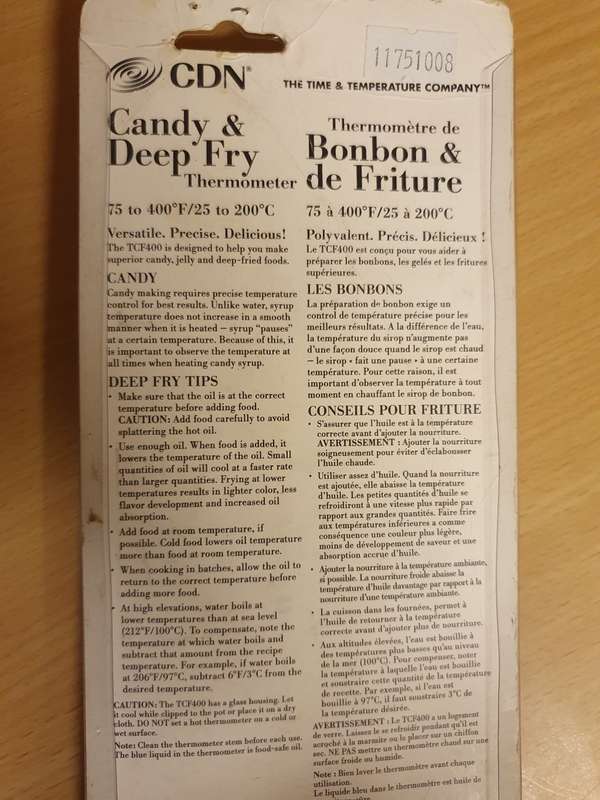 11751008
CDN®
THE TIME & TEMPERATURE COMPANY™
Candy &
Deep Fry
Thermometer
75 to 400°F/25 to 200°C
Versatile. Precise. Delicious!
The TCF400 is designed to help you make
superior candy, jelly and deep-fried foods.
CANDY
Candy making requires precise temperature
control for best results. Unlike water, syrup
temperature does not increase in a smooth
manner when it is heated – syrup "pauses"
at a certain temperature. Because of this, it
is important to observe the temperature at
all times when heating candy syrup.
DEEP FRY TIPS
• Make sure that the oil is at the correct
temperature before adding food.
CAUTION: Add food carefully to avoid
splattering the hot oil.
• Use enough oil. When food is added, it
lowers the temperature of the oil. Small
quantities of oil will cool at a faster rate
than larger quantities. Frying at lower
temperatures results in lighter color, less
flavor development and increased oil
absorption.
• Add food at room temperature, if
possible. Cold food lowers oil temperature
more than food at room temperature.
• When cooking in batches, allow the oil to
return to the correct temperature before
adding more food.
• At high elevations, water boils at
lower temperatures than at sea level
(212°F/100°C). To compensate, note the
temperature at which water boils and
subtract that amount from the recipe
temperature. For example, if water boils
at 206°F/97°C, subtract 6°F/3°C from the
desired temperature.
CAUTION: The TCF400 has a glass housing. Let
it cool while clipped to the pot or place it on a dry
cloth. DO NOT set a hot thermometer on a cold or
wet surface.
Note: Clean the thermometer stem before each use.
The blue liquid in the thermometer is food-safe oil.
Thermomètre de
Bonbon &
de Friture
75 à 400°F/25 à 200°C
Polyvalent. Précis. Délicieux !
Le TCF400 est conçu pour vous aider à
préparer les bonbons, les gelés et les fritures
supérieures.
LES BONBONS
La préparation de bonbon exige un
control de température précise pour les
meilleurs résultats. A la différence de l'eau,
la température du sirop n'augmente pas
d'une façon douce quand le sirop est chaud
– le sirop « fait une pause » à une certaine
température. Pour cette raison, il est
important d'observer la température à tout
moment en chauffant le sirop de bonbon.
CONSEILS POUR FRITURE
• S'assurer que l'huile est à la température
correcte avant d'ajouter la nourriture.
AVERTISSEMENT : Ajouter la nourriture
soigneusement pour éviter d'éclabousser
l'huile chaude.
• Utiliser assez d'huile. Quand la nourriture
est ajoutée, elle abaisse la température
d'huile. Les petites quantités d'huile se
refroidiront à une vitesse plus rapide par
rapport aux grandes quantités. Faire frire
aux températures inférieures a comme
conséquence une couleur plus légère,
moins de développement de saveur et une
absorption accrue d'huile.
• Ajouter la nourriture à la température ambiante,
si possible. La nourriture froide abaisse la
température d'huile davantage par rapport à la
nourriture d'une température ambiante.
• La cuisson dans les fournées, permet à
l'huile de retourner à la température
correcte avant d'ajouter plus de nourriture.
• Aux altitudes élevées, l'eau est bouillie à
des températures plus basses qu'au niveau
de la mer (100°C). Pour compenser, noter
la température à laquelle l'eau est bouillie
et soustraire cette quantité de la température
de recette. Par exemple, si l'eau est
bouillie à 97°C, il faut soustraire 3°C de
la température désirée.
AVERTISSEMENT : Le TCF400 a un logement
de verre. Laissez le se refroidir pendant qu'il est
accroché à la marmite ou le placer sur un chiffon
sec. NE PAS mettre un thermomètre chaud sur une
surface froide ou humide.
Note : Bien laver le thermomètre avant chaque
utilisation.
Le liquide bleu dans le thermomètre est huile de